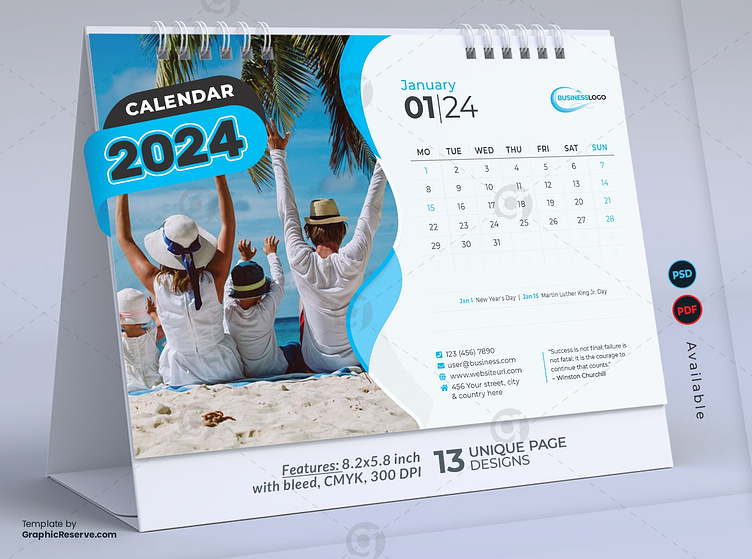 CALENDAR
2024
January
01|24
BUSINESSLOGO
MO TUE WED THU FRI SAT SUN
1 2 3 4 5 6 7
8 9 10 11 12 13 14
15 16 17 18 19 20 21
22 23 24 25 26 27 28
29 30 31
Jan 1 New Year's Day | Jan 15 Martin Luther King Jr. Day
123 (456) 7890
user@business.com
www.websiteurl.com
456 Your street, city
& country here
"Success is not final; failure is
not fatal: it is the courage to
continue that counts."
– Winston Churchill
Features: 8.2x5.8 inch
with bleed, CMYK, 300 DPI
13 UNIQUE PAGE
DESIGNS
PSD
PDF
Available
Template by
GraphicReserve.com